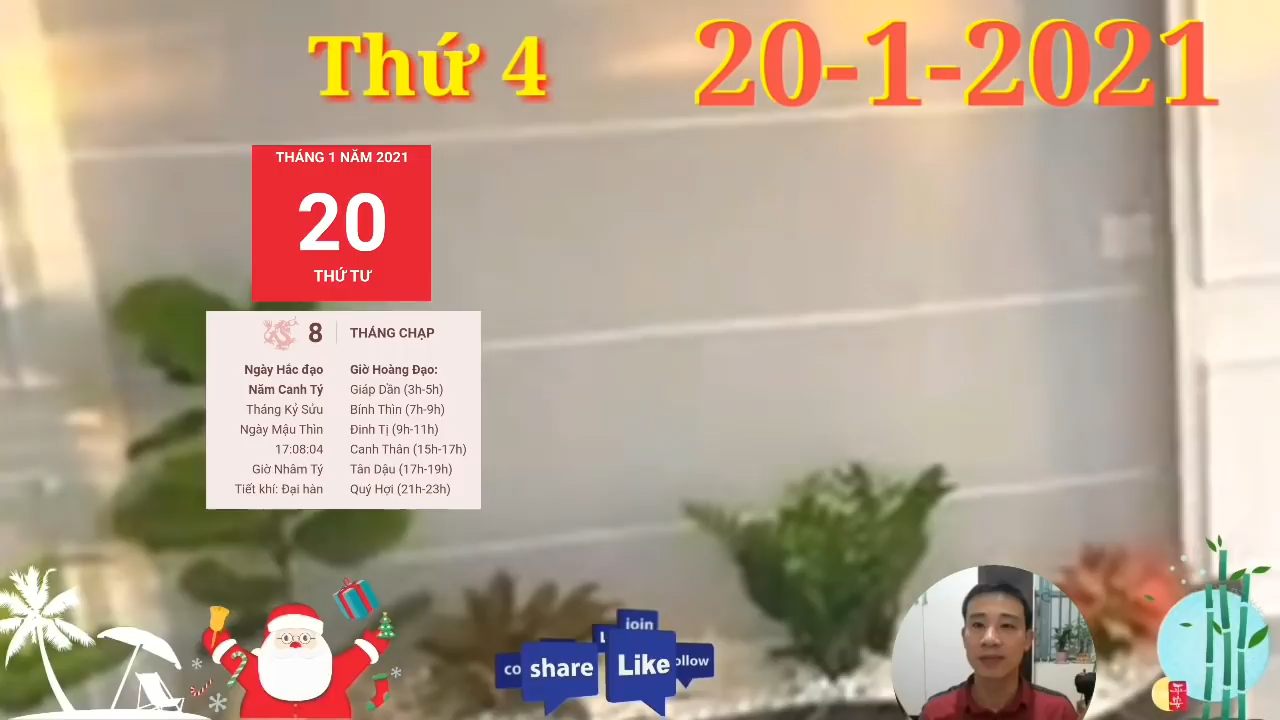 Thứ 4 20-1-2021
THÁNG 1 NĂM 2021
20
THỨ TƯ
8 THÁNG CHẠP
Ngày Hắc đạo Giờ Hoàng Đạo:
Năm Canh Tý Giáp Dần (3h-5h)
Tháng Kỷ Sửu Bính Thìn (7h-9h)
Ngày Mậu Thìn Đinh Tị (9h-11h)
17:08:04 Canh Thân (15h-17h)
Giờ Nhâm Tý Tân Dậu (17h-19h)
Tiết khí: Đại hàn Quý Hợi (21h-23h)
join
L
co share Like ollow